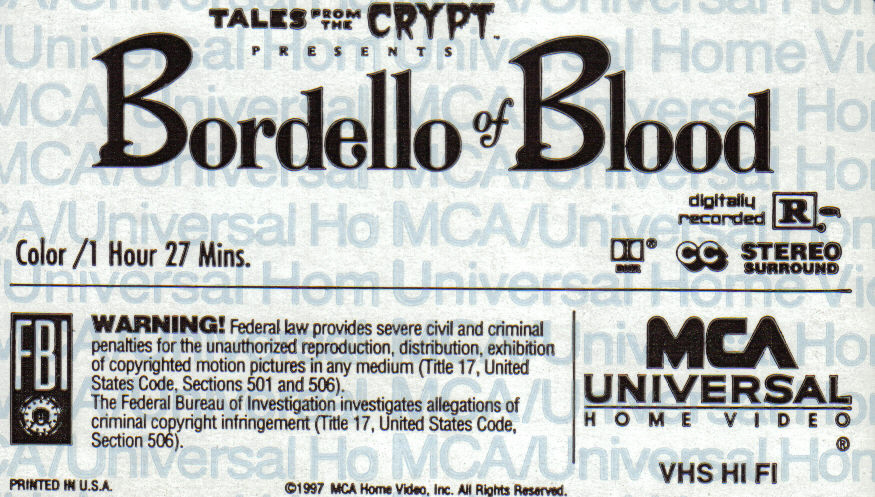 TALES FROM THE CRYPT™
PRESENTS
Bordello of Blood
digitally recorded R
Color /1 Hour 27 Mins.
® CC STEREO SURROUND
FBI
WARNING! Federal law provides severe civil and criminal
penalties for the unauthorized reproduction, distribution, exhibition
of copyrighted motion pictures in any medium (Title 17, United
States Code, Sections 501 and 506).
The Federal Bureau of Investigation investigates allegations of
criminal copyright infringement (Title 17, United States Code,
Section 506).
MCA
UNIVERSAL
HOME VIDEO
®
VHS HI FI
PRINTED IN U.S.A.
©1997 MCA Home Video, Inc. All Rights Reserved.